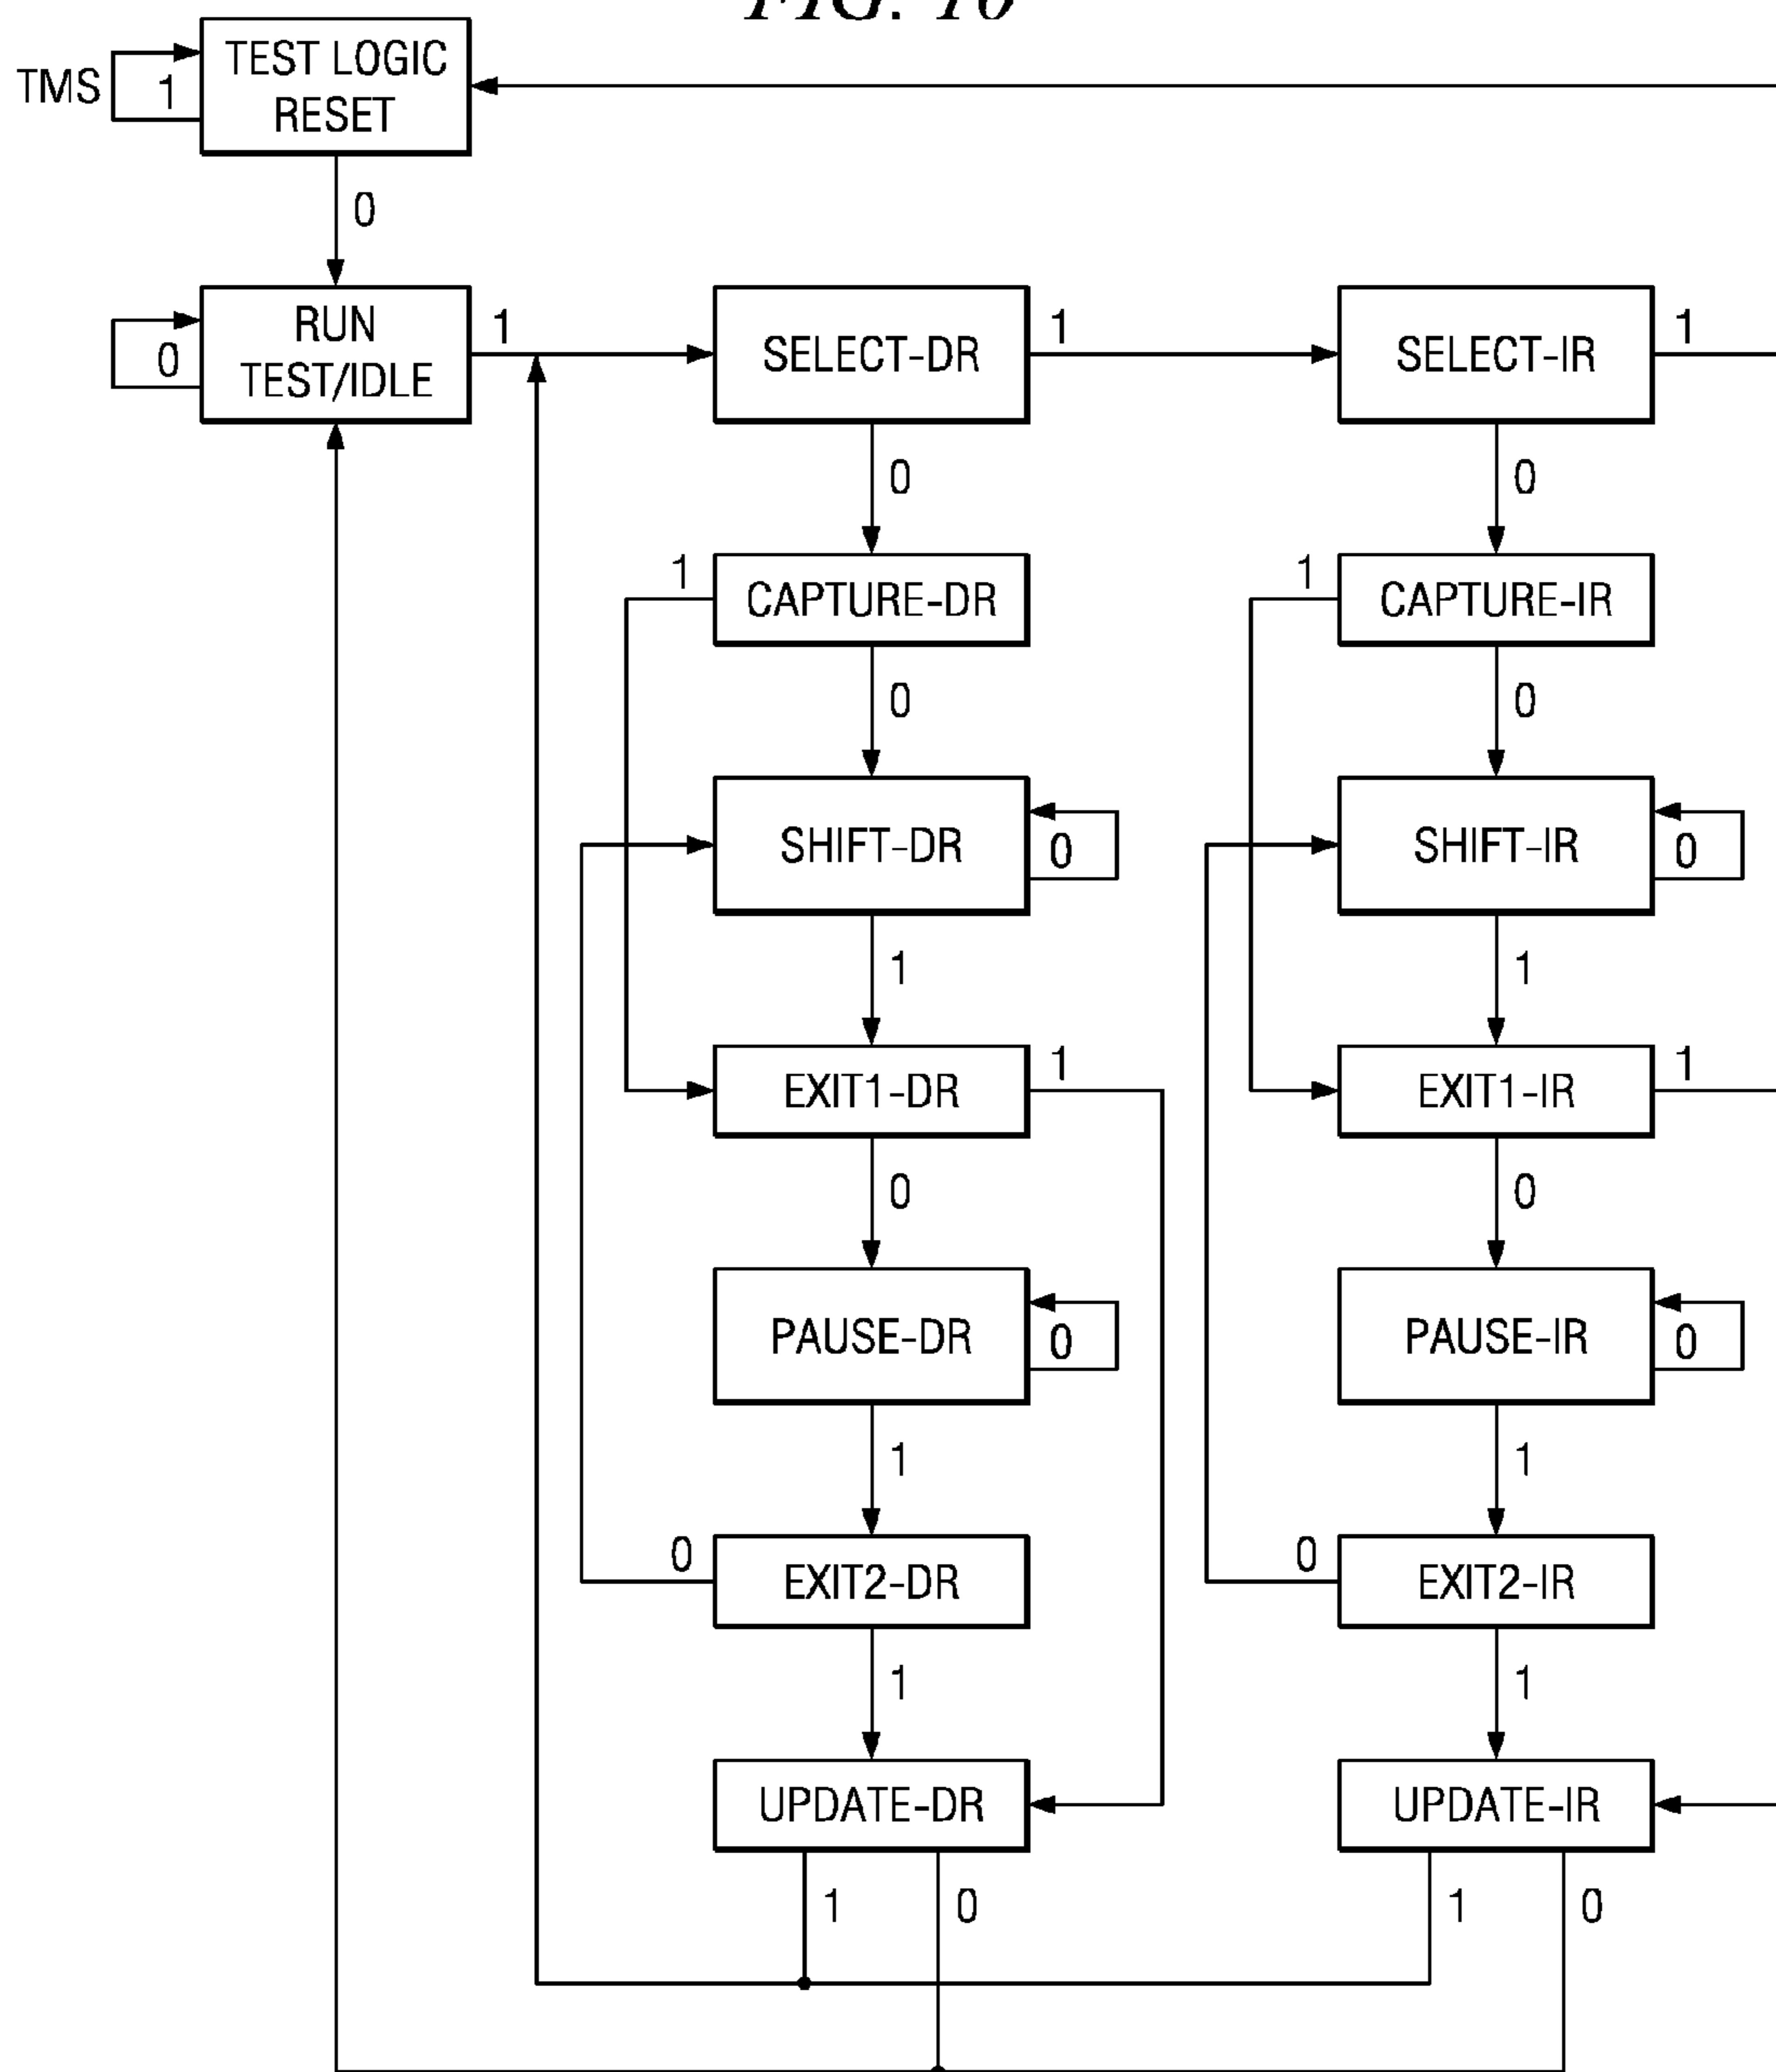 FIG. 10
TEST LOGIC
RESET
TMS
1
0
RUN
TEST/IDLE
0
1
SELECT-DR
1
SELECT-IR
1
0
0
1
CAPTURE-DR
1
CAPTURE-IR
0
0
SHIFT-DR
0
SHIFT-IR
0
1
1
EXIT1-DR
1
EXIT1-IR
1
0
0
PAUSE-DR
0
PAUSE-IR
0
1
1
0
EXIT2-DR
0
EXIT2-IR
1
1
UPDATE-DR
UPDATE-IR
1
0
1
0